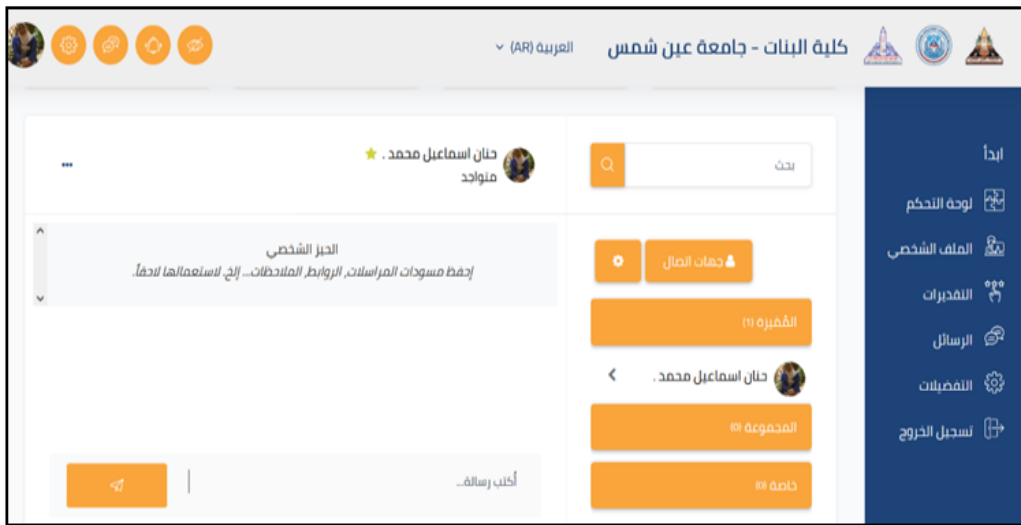 كلية البنات - جامعة عين شمس
العربية (AR)
ابدأ
لوحة التحكم
الملف الشخصي
التقديرات
الرسائل
التفضيلات
تسجيل الخروج
بحث
جهات اتصال
المُميزة (1)
حنان اسماعيل محمد .
المجموعة (0)
خاصة (0)
حنان اسماعيل محمد .
متواجد
الحيز الشخصي
إحفظ مسودات المراسلات, الروابط, الملاحظات... إلخ. لاستعمالها لاحقاً.
أكتب رسالة...